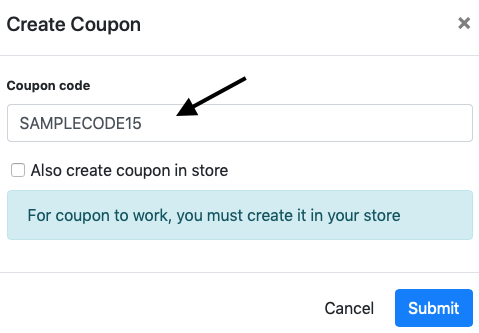 Create Coupon ×
Coupon code
SAMPLECODE15
Also create coupon in store
For coupon to work, you must create it in your store
Cancel Submit